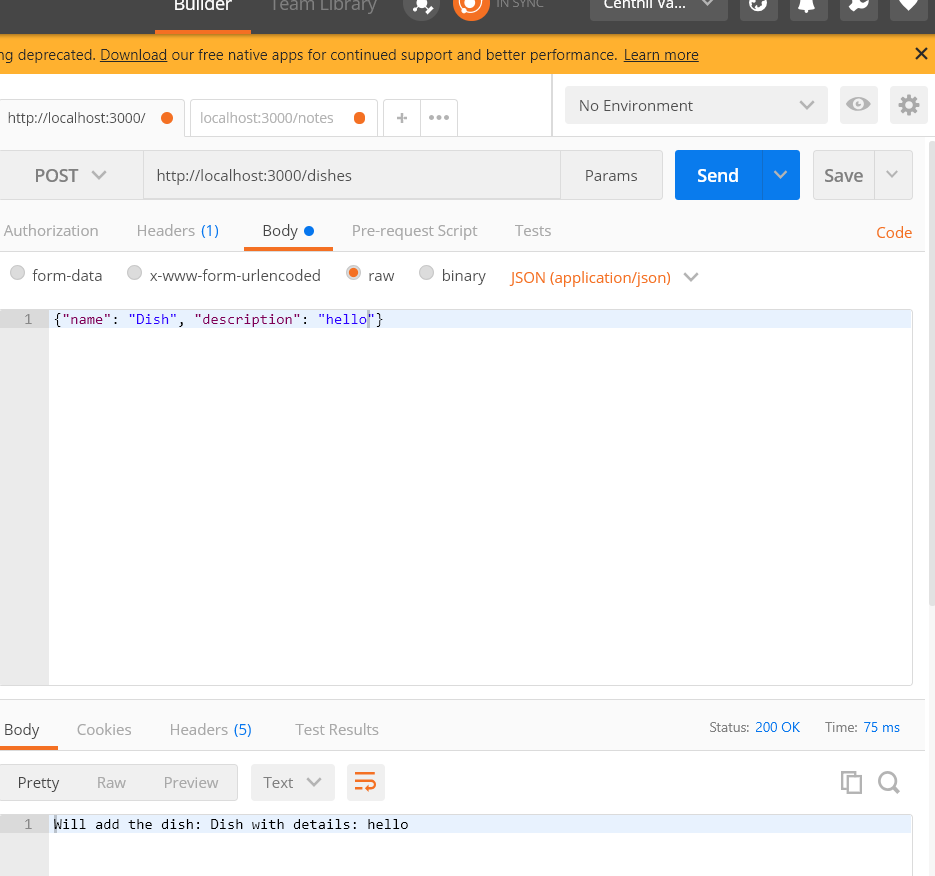 Builder Team Library IN SYNC Centhil Va...
ng deprecated. Download our free native apps for continued support and better performance. Learn more
http://localhost:3000/ localhost:3000/notes No Environment
POST http://localhost:3000/dishes Params Send Save
Authorization Headers (1) Body Pre-request Script Tests Code
form-data x-www-form-urlencoded raw binary JSON (application/json)
1 {"name": "Dish", "description": "hello"}
Body Cookies Headers (5) Test Results Status: 200 OK Time: 75 ms
Pretty Raw Preview Text
1 Will add the dish: Dish with details: hello